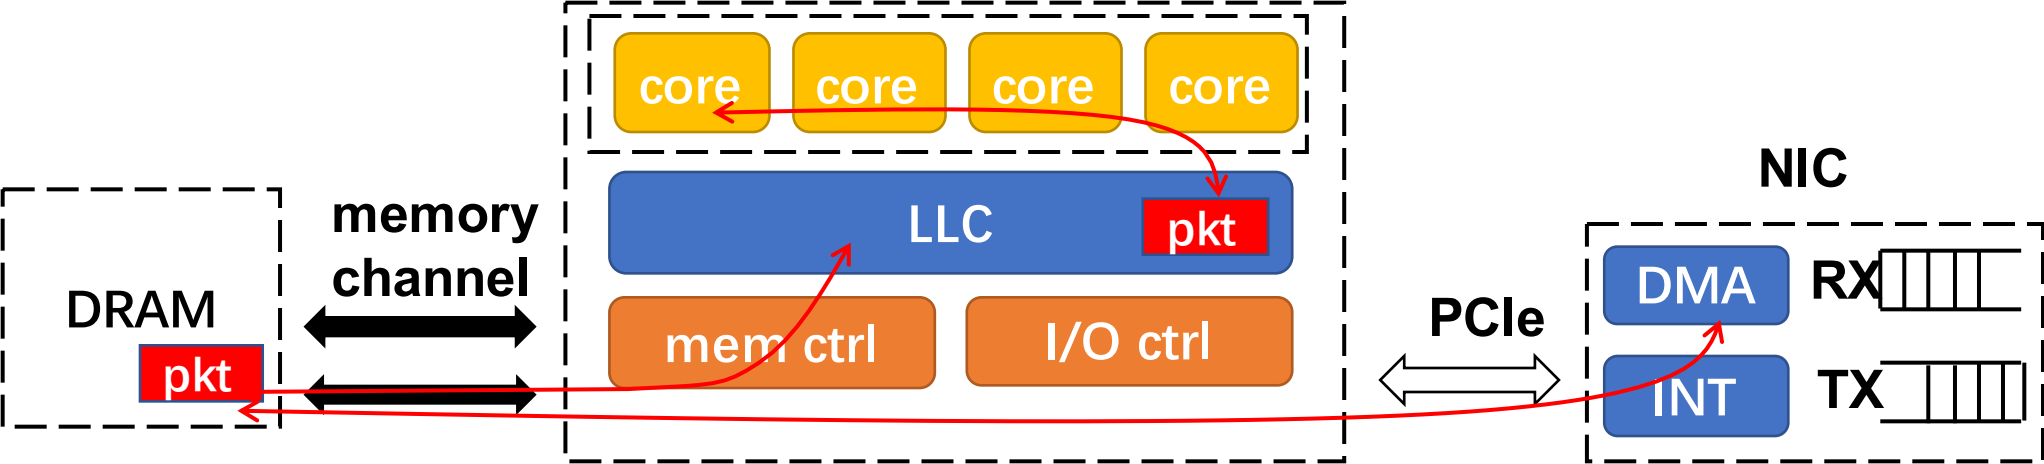 core core core core
NIC
memory
channel
LLC
pkt
DRAM
pkt
mem ctrl
I/O ctrl
PCIe
DMA
RX
INT
TX